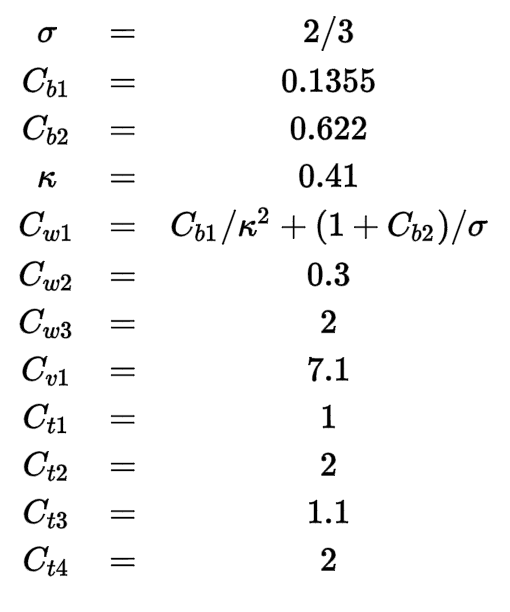 σ = 2/3
C_{b1} = 0.1355
C_{b2} = 0.622
κ = 0.41
C_{w1} = C_{b1}/κ^2 + (1 + C_{b2})/σ
C_{w2} = 0.3
C_{w3} = 2
C_{v1} = 7.1
C_{t1} = 1
C_{t2} = 2
C_{t3} = 1.1
C_{t4} = 2